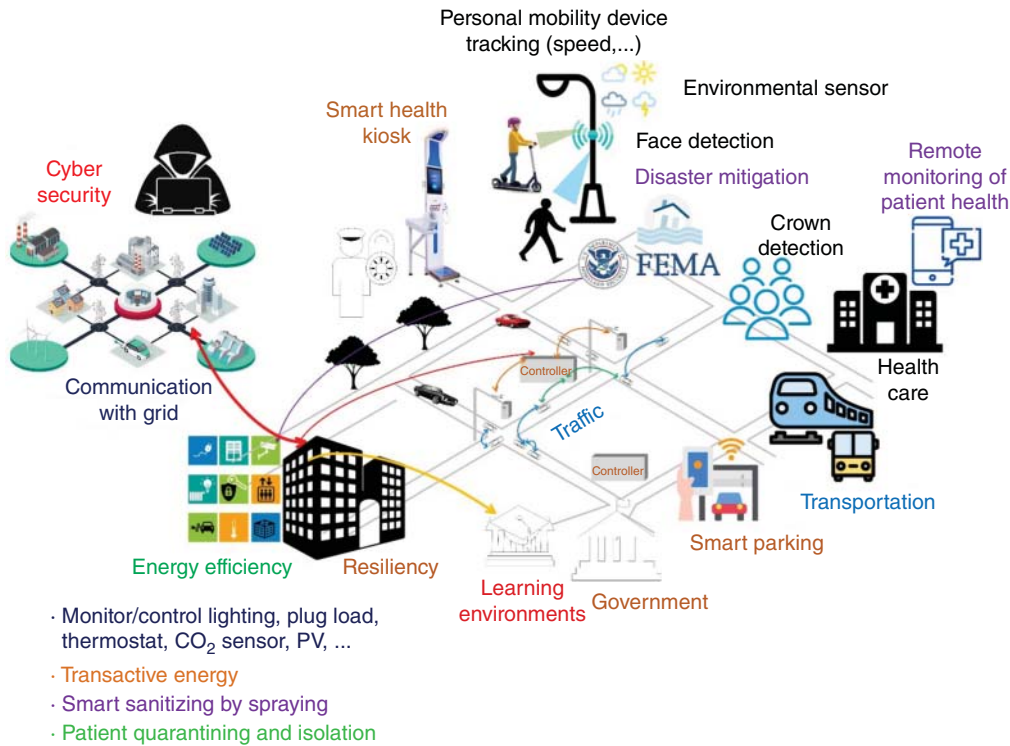 Personal mobility device
tracking (speed,...)
Environmental sensor
Smart health
kiosk
Face detection
Disaster mitigation
Remote
monitoring of
patient health
Cyber
security
Crown
detection
FEMA
Health
care
Communication
with grid
Controller
Traffic
Controller
Transportation
Smart parking
Energy efficiency
Resiliency
Learning
environments
Government
· Monitor/control lighting, plug load,
thermostat, CO₂ sensor, PV, ...
· Transactive energy
· Smart sanitizing by spraying
· Patient quarantining and isolation